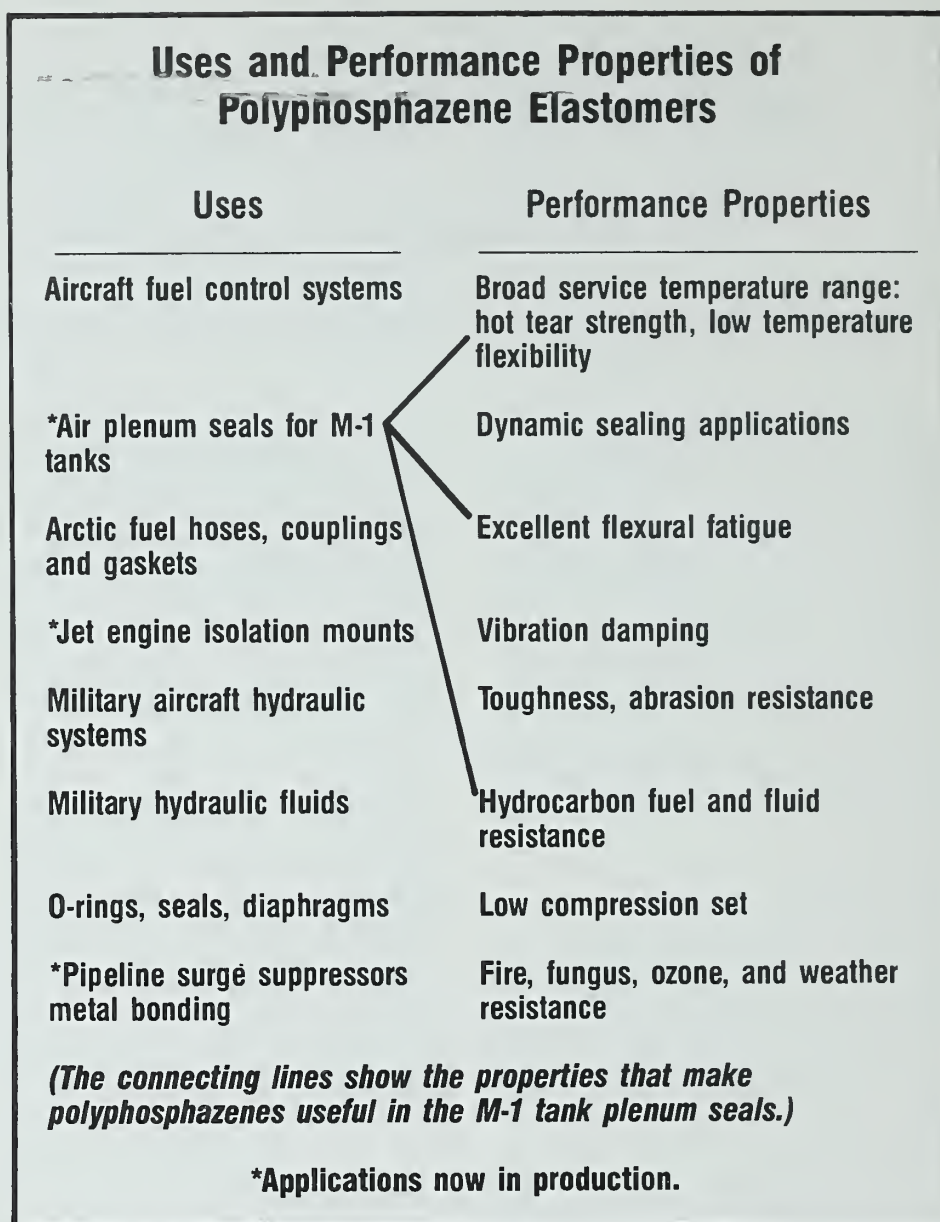 Uses and Performance Properties of
Polyphosphazene Elastomers
Uses
Performance Properties
Aircraft fuel control systems
Broad service temperature range:
hot tear strength, low temperature
flexibility
*Air plenum seals for M-1
tanks
Dynamic sealing applications
Arctic fuel hoses, couplings
and gaskets
Excellent flexural fatigue
*Jet engine isolation mounts
Vibration damping
Military aircraft hydraulic
systems
Toughness, abrasion resistance
Military hydraulic fluids
Hydrocarbon fuel and fluid
resistance
O-rings, seals, diaphragms
Low compression set
*Pipeline surge suppressors
metal bonding
Fire, fungus, ozone, and weather
resistance
(The connecting lines show the properties that make
polyphosphazenes useful in the M-1 tank plenum seals.)
*Applications now in production.